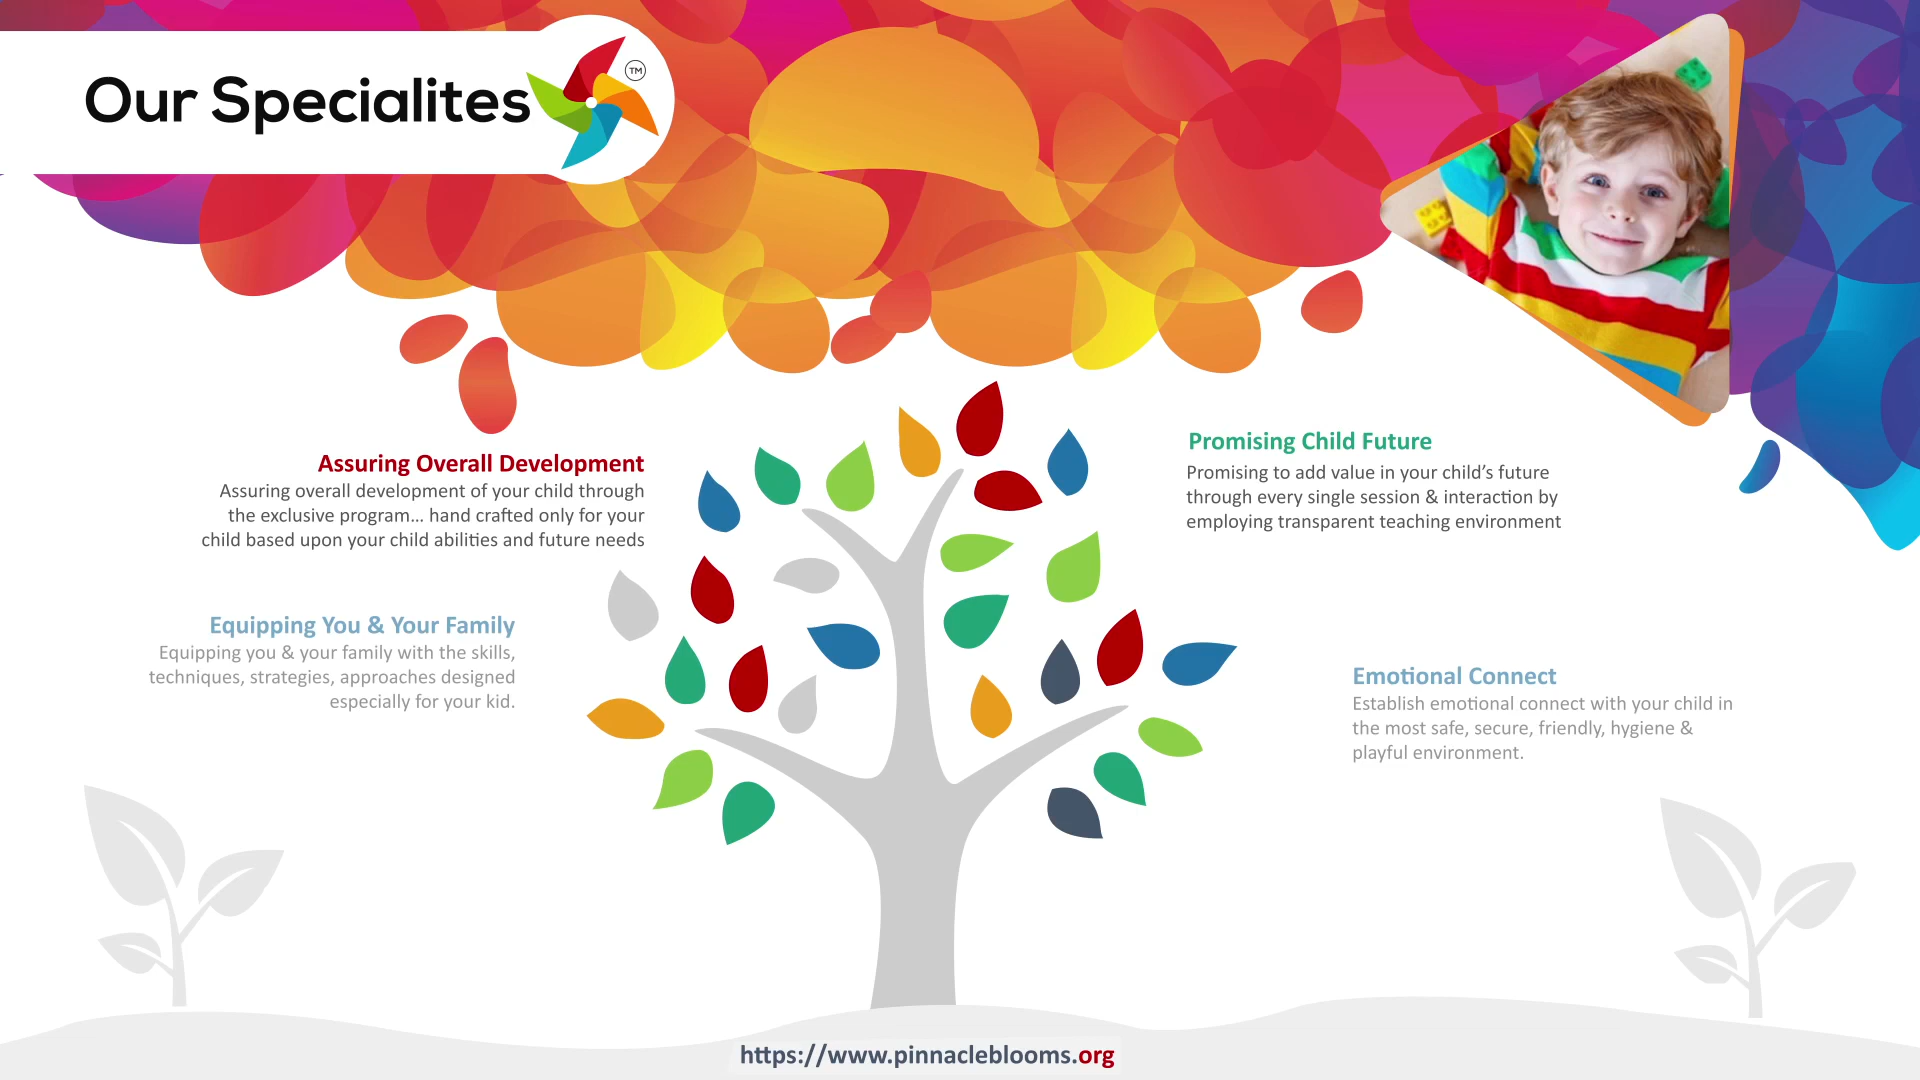 Our Specialites
TM
Assuring Overall Development
Assuring overall development of your child through
the exclusive program... hand crafted only for your
child based upon your child abilities and future needs
Promising Child Future
Promising to add value in your child’s future
through every single session & interaction by
employing transparent teaching environment
Equipping You & Your Family
Equipping you & your family with the skills,
techniques, strategies, approaches designed
especially for your kid.
Emotional Connect
Establish emotional connect with your child in
the most safe, secure, friendly, hygiene &
playful environment.
https://www.pinnacleblooms.org